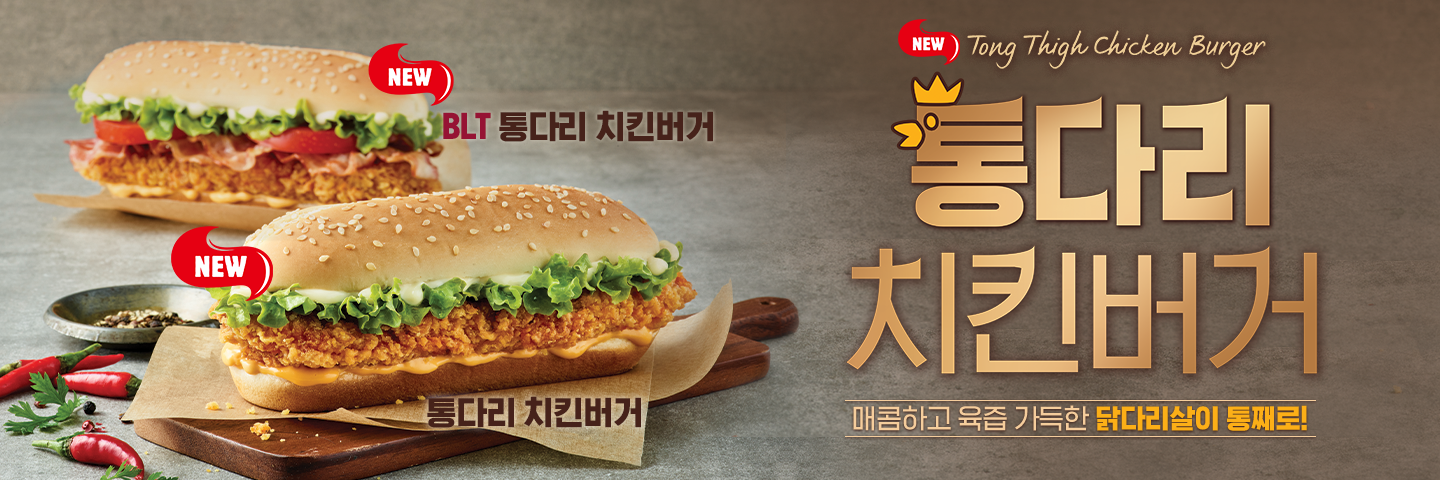 NEW
BLT 통다리 치킨버거
NEW
통다리 치킨버거
NEW Tong Thigh Chicken Burger
통다리
치킨버거
매콤하고 육즙 가득한 닭다리살이 통째로!